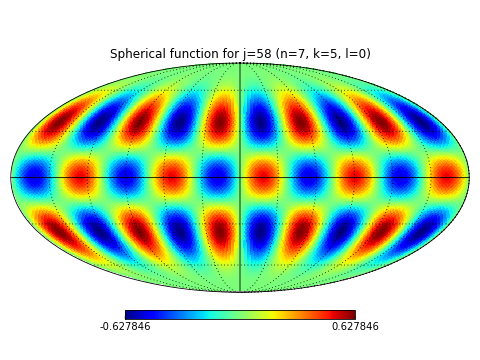 Spherical function for j=58 (n=7, k=5, l=0)
-0.627846 0.627846